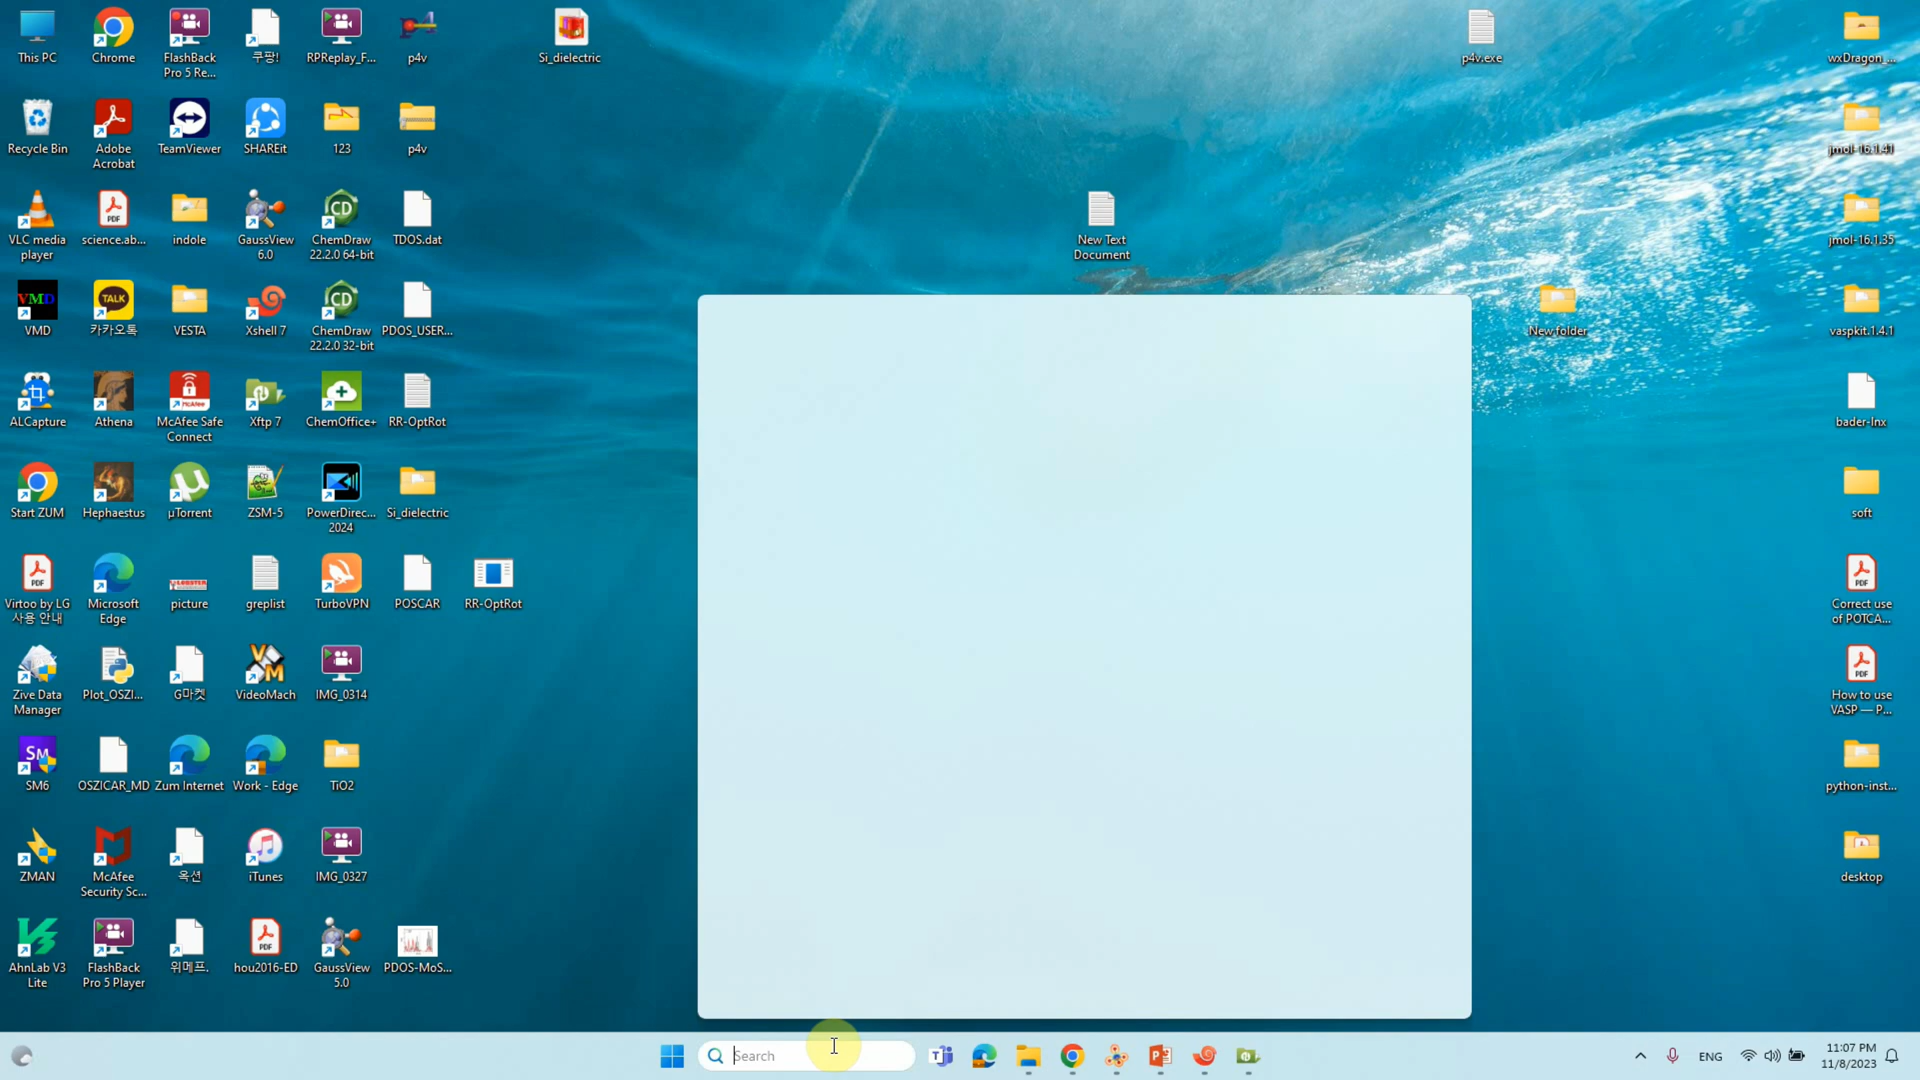 This PC
Chrome
FlashBack
Pro 5 Re...
쿠팡!
RPReplay_F...
p4v
Si_dielectric
p4v.exe
wxDragon_...
Recycle Bin
Adobe
Acrobat
TeamViewer
SHAREit
123
p4v
jmol-16.1.41
VLC media
player
science.ab...
indole
GaussView
6.0
ChemDraw
22.2.0 64-bit
TDOS.dat
New Text
Document
jmol-16.1.35
VMD
카카오톡
VESTA
Xshell 7
ChemDraw
22.2.0 32-bit
PDOS_USER...
New folder
vaspkit.1.4.1
ALCapture
Athena
McAfee Safe
Connect
Xftp 7
ChemOffice+
RR-OptRot
bader-lnx
Start ZUM
Hephaestus
µTorrent
ZSM-5
PowerDirec...
2024
Si_dielectric
soft
Virtoo by LG
사용 안내
Microsoft
Edge
picture
greplist
TurboVPN
POSCAR
RR-OptRot
Correct use
of POTCA...
Zive Data
Manager
Plot_OSZI...
G마켓
VideoMach
IMG_0314
How to use
VASP — P...
SM6
OSZICAR_MD
Zum Internet
Work - Edge
TiO2
python-inst...
ZMAN
McAfee
Security Sc...
옥션
iTunes
IMG_0327
desktop
AhnLab V3
Lite
FlashBack
Pro 5 Player
위메프.
hou2016-ED
GaussView
5.0
PDOS-MoS...
Search
ENG
11:07 PM
11/8/2023